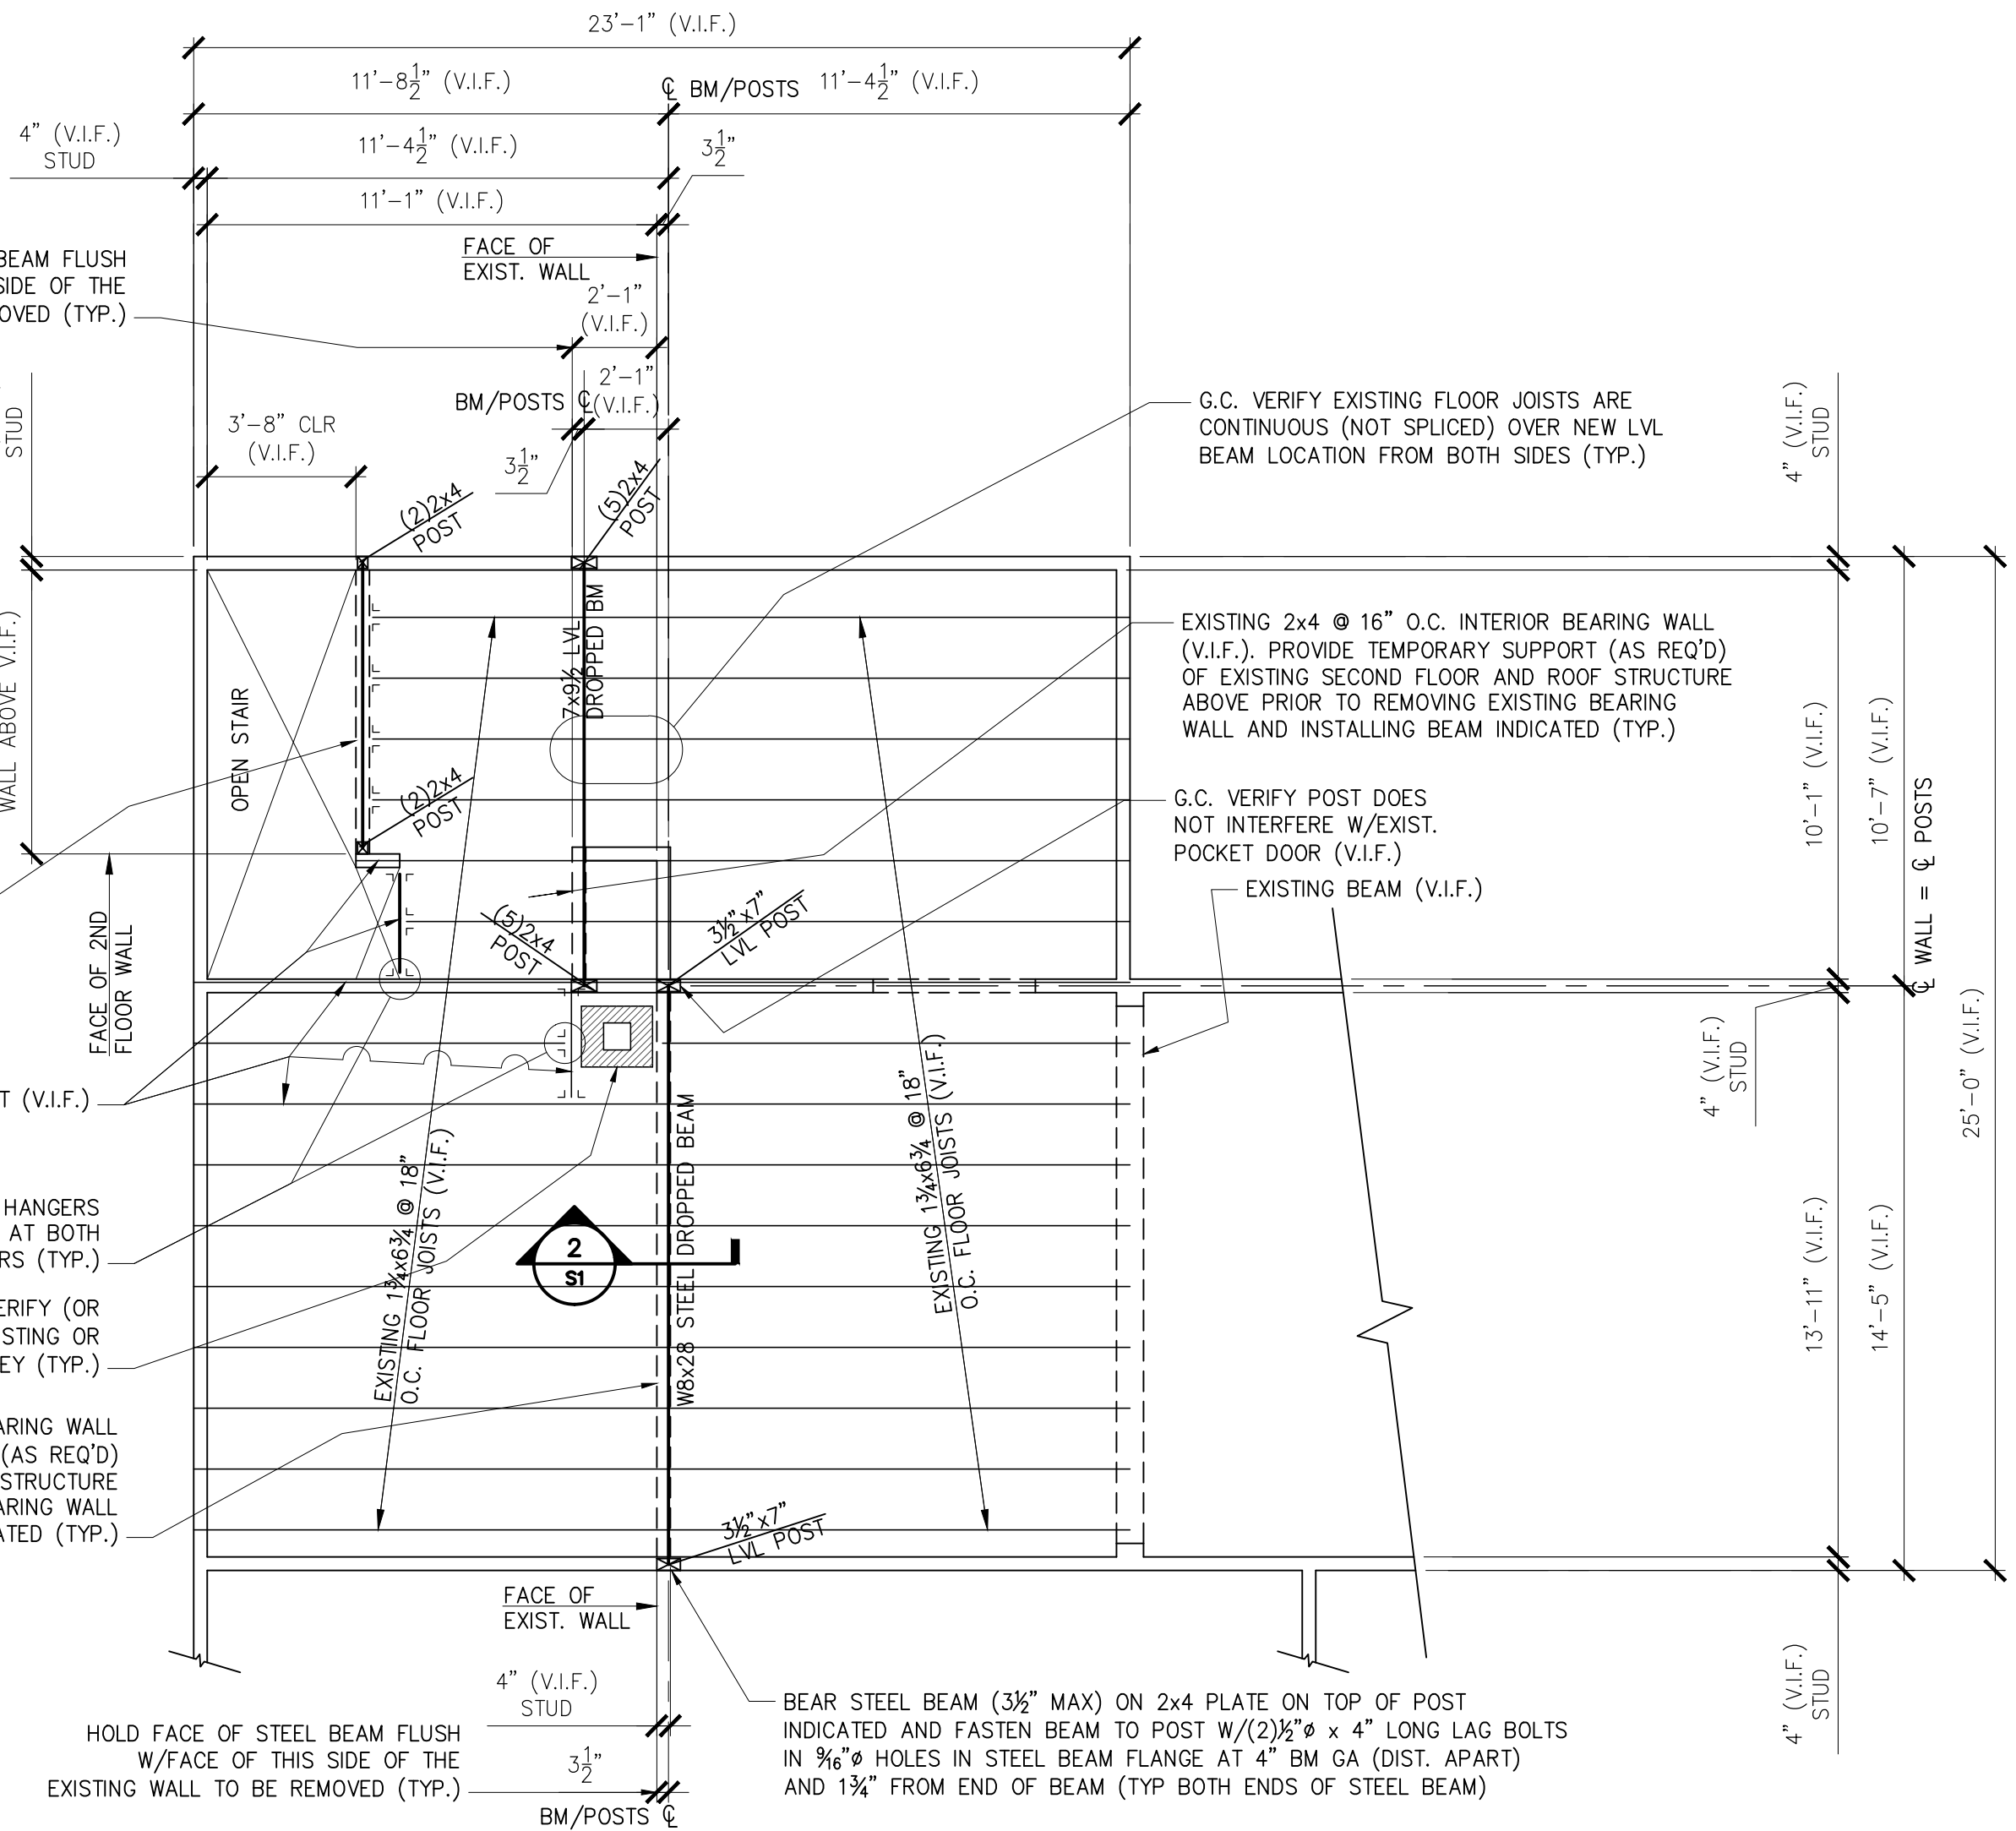 23'-1" (V.I.F.)
11'-8½" (V.I.F.)
℄ BM/POSTS
11'-4½" (V.I.F.)
4" (V.I.F.)
STUD
11'-4½" (V.I.F.)
3½"
11'-1" (V.I.F.)
BEAM FLUSH
SIDE OF THE
OVED (TYP.)
FACE OF
EXIST. WALL
2'-1"
(V.I.F.)
BM/POSTS ℄
2'-1"
(V.I.F.)
3½"
3'-8" CLR
(V.I.F.)
STUD
(2)2x4
POST
(5)2x4
POST
G.C. VERIFY EXISTING FLOOR JOISTS ARE
CONTINUOUS (NOT SPLICED) OVER NEW LVL
BEAM LOCATION FROM BOTH SIDES (TYP.)
4" (V.I.F.)
STUD
WALL ABOVE V.I.F.)
OPEN STAIR
7x9½ LVL
DROPPED BM
EXISTING 2x4 @ 16" O.C. INTERIOR BEARING WALL
(V.I.F.). PROVIDE TEMPORARY SUPPORT (AS REQ'D)
OF EXISTING SECOND FLOOR AND ROOF STRUCTURE
ABOVE PRIOR TO REMOVING EXISTING BEARING
WALL AND INSTALLING BEAM INDICATED (TYP.)
(2)2x4
POST
G.C. VERIFY POST DOES
NOT INTERFERE W/EXIST.
POCKET DOOR (V.I.F.)
EXISTING BEAM (V.I.F.)
10'-1" (V.I.F.)
10'-7" (V.I.F.)
℄ WALL = ℄ POSTS
FACE OF 2ND
FLOOR WALL
(5)2x4
POST
3½"x7"
LVL POST
4" (V.I.F.)
STUD
25'-0" (V.I.F.)
T (V.I.F.)
EXISTING 1¾x6¾ @ 18"
O.C. FLOOR JOISTS (V.I.F.)
W8x28 STEEL DROPPED BEAM
EXISTING 1¾x6¾ @ 18"
O.C. FLOOR JOISTS (V.I.F.)
HANGERS
AT BOTH
RS (TYP.)
2
S1
ERIFY (OR
STING OR
EY (TYP.)
13'-11" (V.I.F.)
14'-5" (V.I.F.)
ARING WALL
(AS REQ'D)
STRUCTURE
ARING WALL
ATED (TYP.)
3½"x7"
LVL POST
FACE OF
EXIST. WALL
4" (V.I.F.)
STUD
4" (V.I.F.)
STUD
HOLD FACE OF STEEL BEAM FLUSH
W/FACE OF THIS SIDE OF THE
EXISTING WALL TO BE REMOVED (TYP.)
3½"
BM/POSTS ℄
BEAR STEEL BEAM (3½" MAX) ON 2x4 PLATE ON TOP OF POST
INDICATED AND FASTEN BEAM TO POST W/(2)½"ø x 4" LONG LAG BOLTS
IN 9⁄16"ø HOLES IN STEEL BEAM FLANGE AT 4" BM GA (DIST. APART)
AND 1¾" FROM END OF BEAM (TYP BOTH ENDS OF STEEL BEAM)